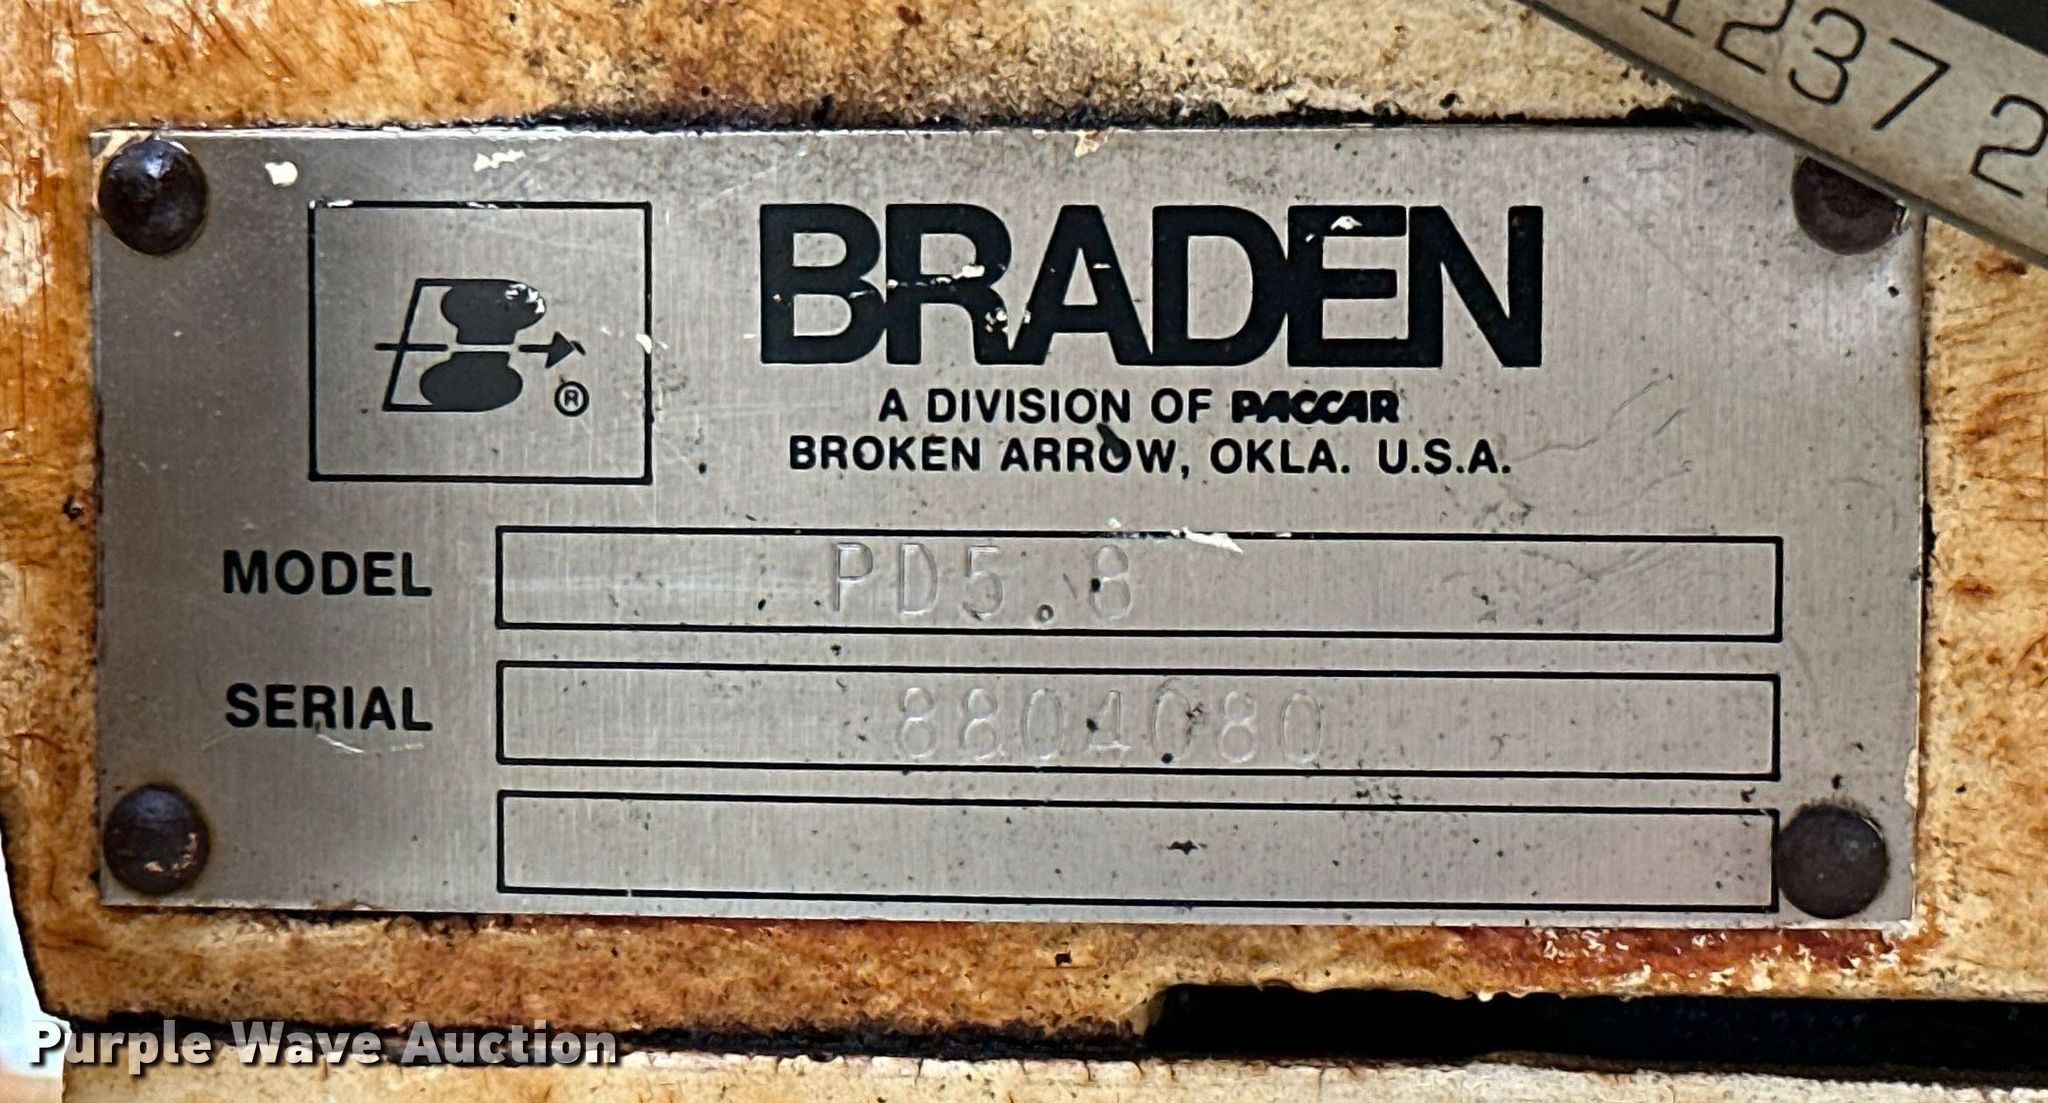 1237 2
BRADEN
®
A DIVISION OF PACCAR
BROKEN ARROW, OKLA. U.S.A.
MODEL PD5.8
SERIAL 8804080
Purple Wave Auction